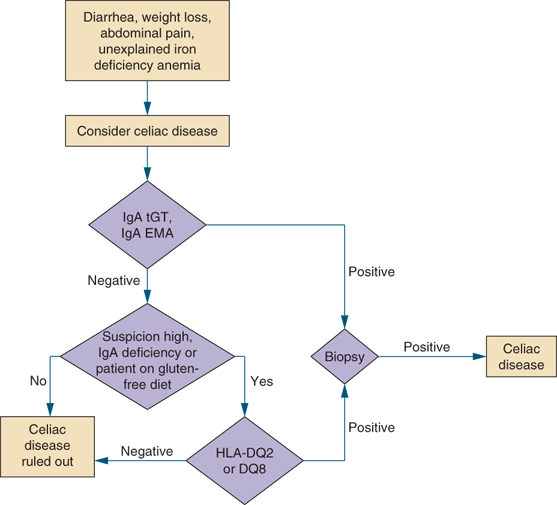 Diarrhea, weight loss,
abdominal pain,
unexplained iron
deficiency anemia
Consider celiac disease
IgA tGT,
IgA EMA
Negative
Positive
Suspicion high,
IgA deficiency or
patient on gluten-
free diet
Biopsy
Positive
Celiac
disease
No
Yes
Celiac
disease
ruled out
Negative
HLA-DQ2
or DQ8
Positive